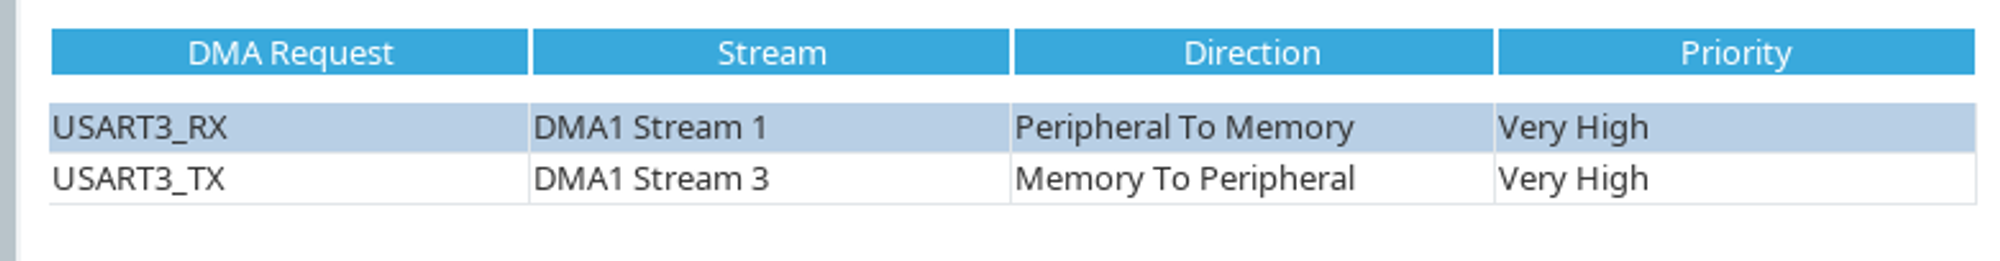 DMA Request Stream Direction Priority
USART3_RX DMA1 Stream 1 Peripheral To Memory Very High
USART3_TX DMA1 Stream 3 Memory To Peripheral Very High